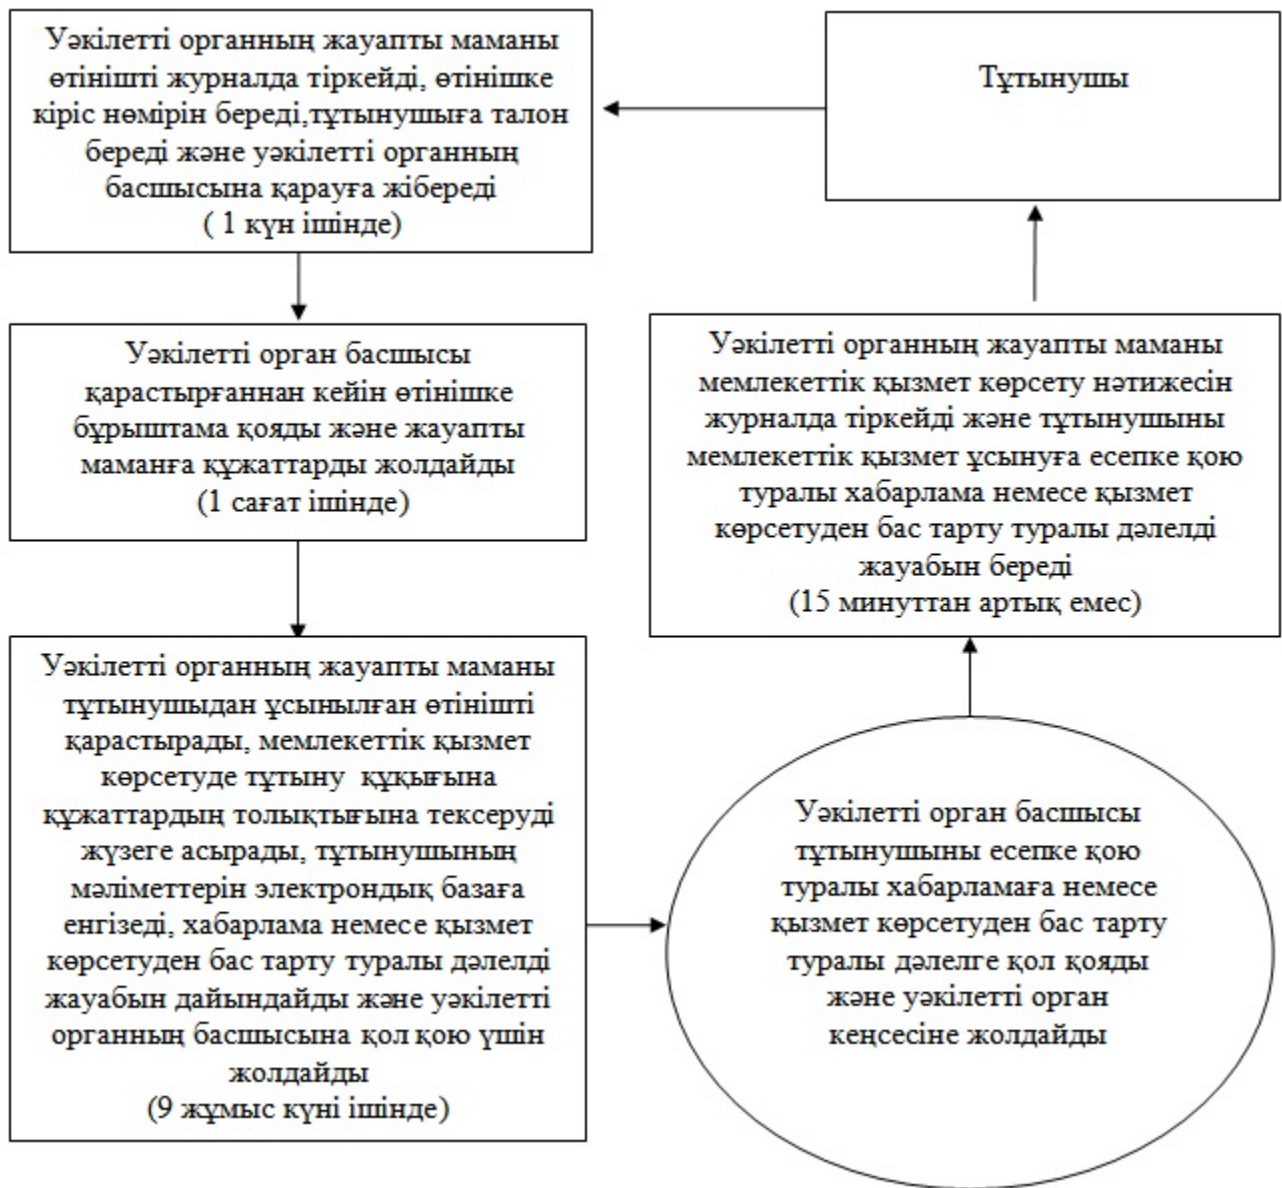 Уәкілетті органның жауапты маманы
өтінішті журналда тіркейді, өтінішке
кіріс нөмірін береді,тұтынушыға талон
береді және уәкілетті органның
басшысына қарауға жібереді
( 1 күн ішінде)
Тұтынушы
Уәкілетті орган басшысы
қарастырғаннан кейін өтінішке
бұрыштама қояды және жауапты
маманға құжаттарды жолдайды
(1 сағат ішінде)
Уәкілетті органның жауапты маманы
тұтынушыдан ұсынылған өтінішті
қарастырады, мемлекеттік қызмет
көрсетуде тұтыну құқығына
құжаттардың толықтығына тексеруді
жүзеге асырады, тұтынушының
мәліметтерін электрондық базаға
енгізеді, хабарлама немесе қызмет
көрсетуден бас тарту туралы дәлелді
жауабын дайындайды және уәкілетті
органның басшысына қол қою үшін
жолдайды
(9 жұмыс күні ішінде)
Уәкілетті орган басшысы
тұтынушыны есепке қою
туралы хабарламаға немесе
қызмет көрсетуден бас тарту
туралы дәлелге қол қояды
және уәкілетті орган
кеңсесіне жолдайды
Уәкілетті органның жауапты маманы
мемлекеттік қызмет көрсету нәтижесін
журналда тіркейді және тұтынушыны
мемлекеттік қызмет ұсынуға есепке қою
туралы хабарлама немесе қызмет
көрсетуден бас тарту туралы дәлелді
жауабын береді
(15 минуттан артық емес)